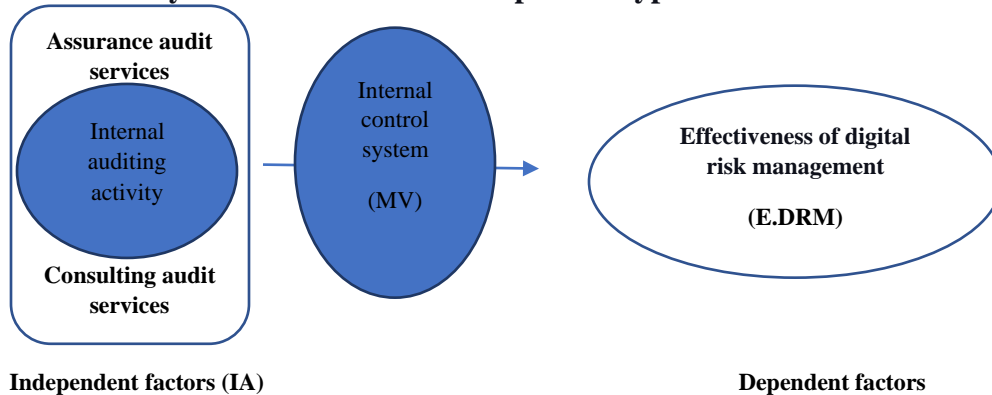 Assurance audit
services
Internal
auditing
activity
Consulting audit
services
Internal
control
system
(MV)
Effectiveness of digital
risk management
(E.DRM)
Independent factors (IA)
Dependent factors